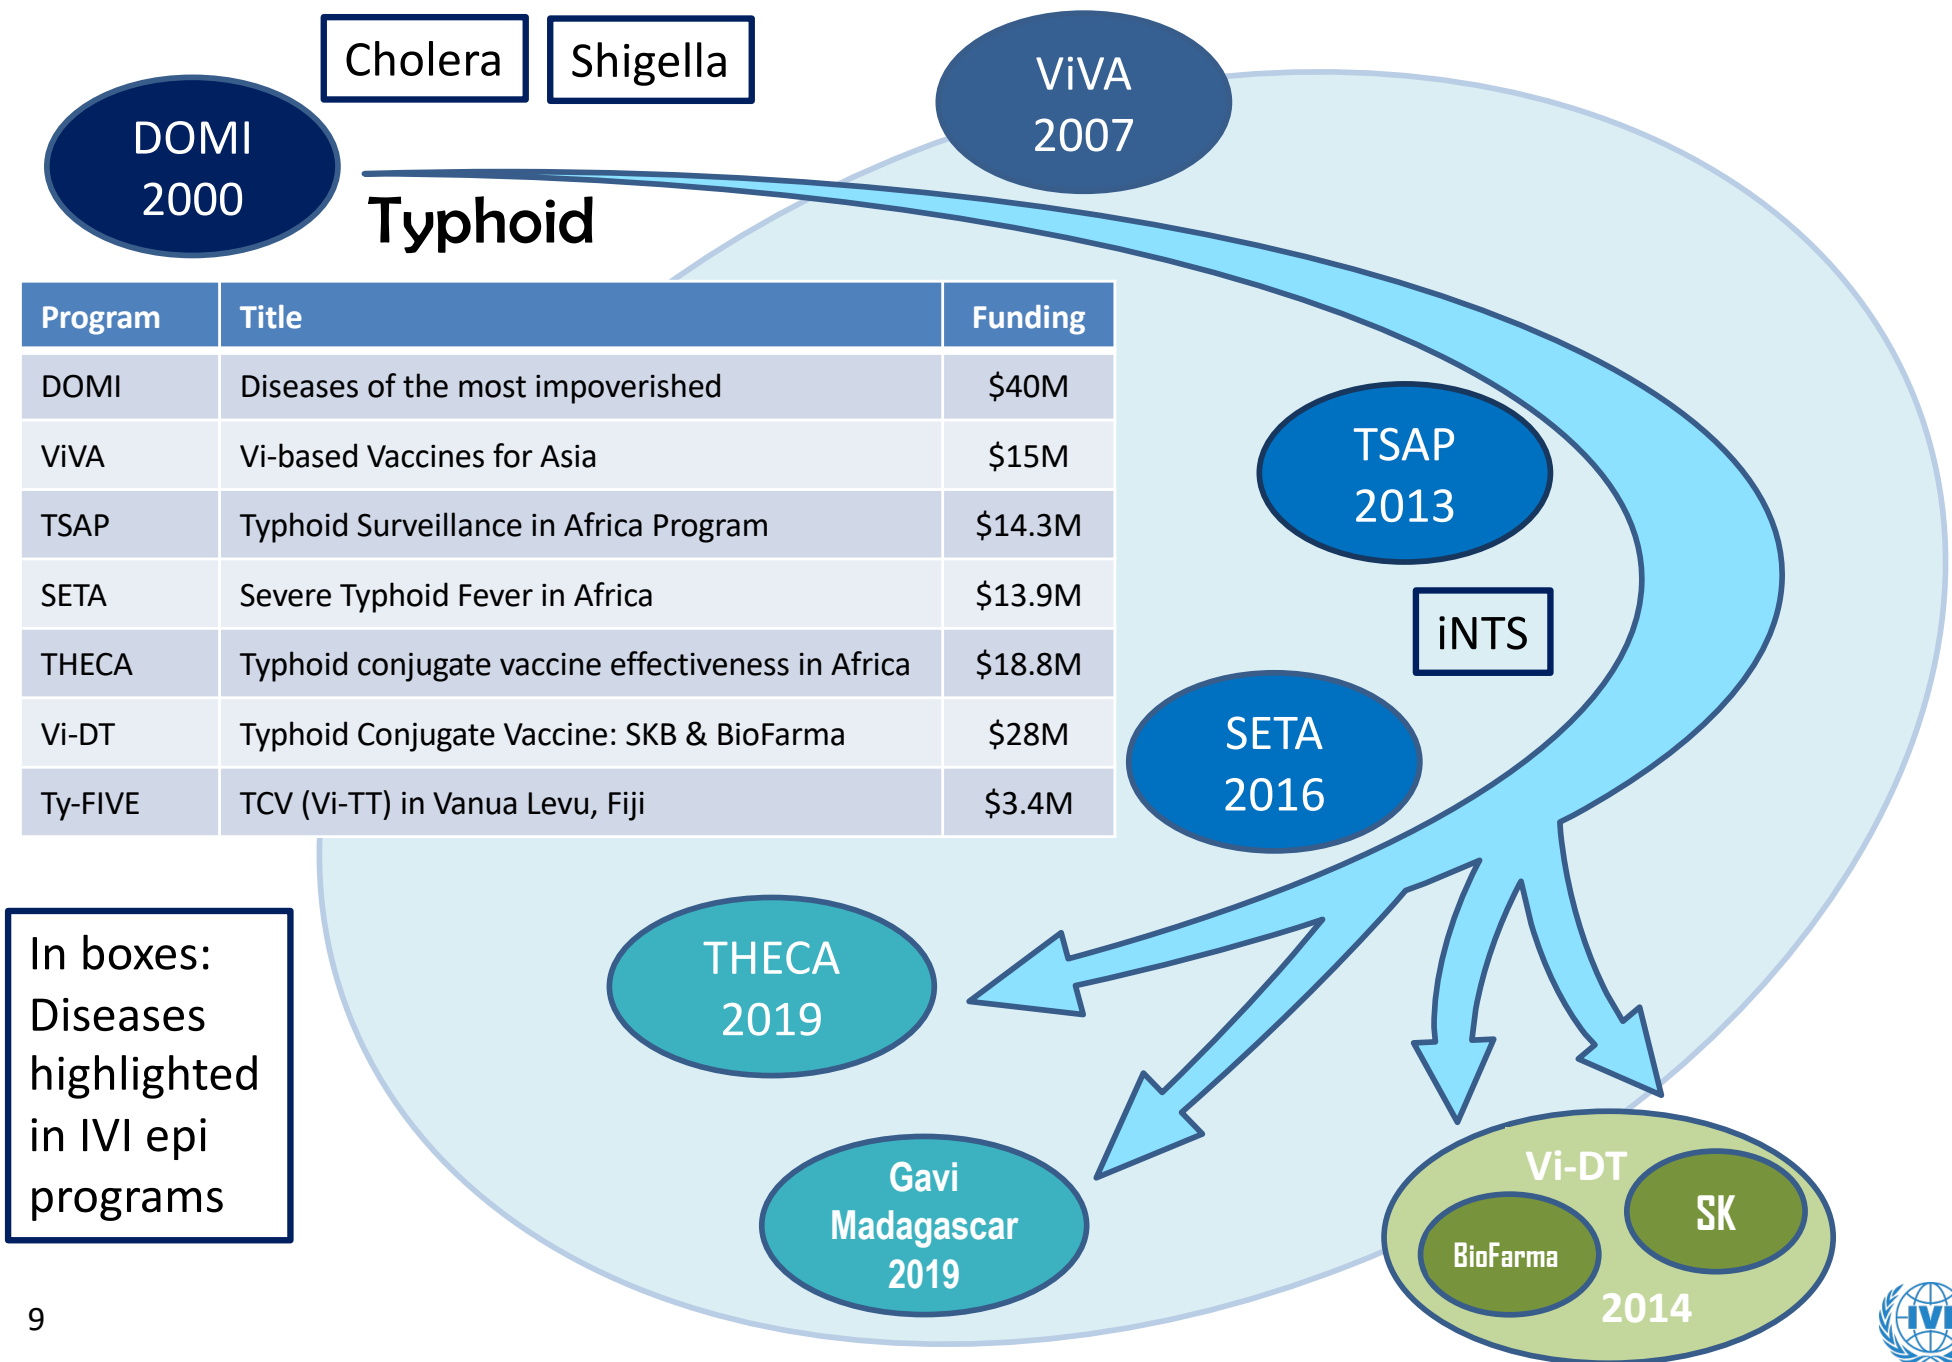 Cholera
Shigella
ViVA
2007
DOMI
2000
Typhoid
Program Title Funding
DOMI Diseases of the most impoverished $40M
ViVA Vi-based Vaccines for Asia $15M
TSAP Typhoid Surveillance in Africa Program $14.3M
SETA Severe Typhoid Fever in Africa $13.9M
THECA Typhoid conjugate vaccine effectiveness in Africa $18.8M
Vi-DT Typhoid Conjugate Vaccine: SKB & BioFarma $28M
Ty-FIVE TCV (Vi-TT) in Vanua Levu, Fiji $3.4M
TSAP
2013
iNTS
SETA
2016
THECA
2019
In boxes:
Diseases
highlighted
in IVI epi
programs
Gavi
Madagascar
2019
Vi-DT
SK
BioFarma
2014
9
IVI